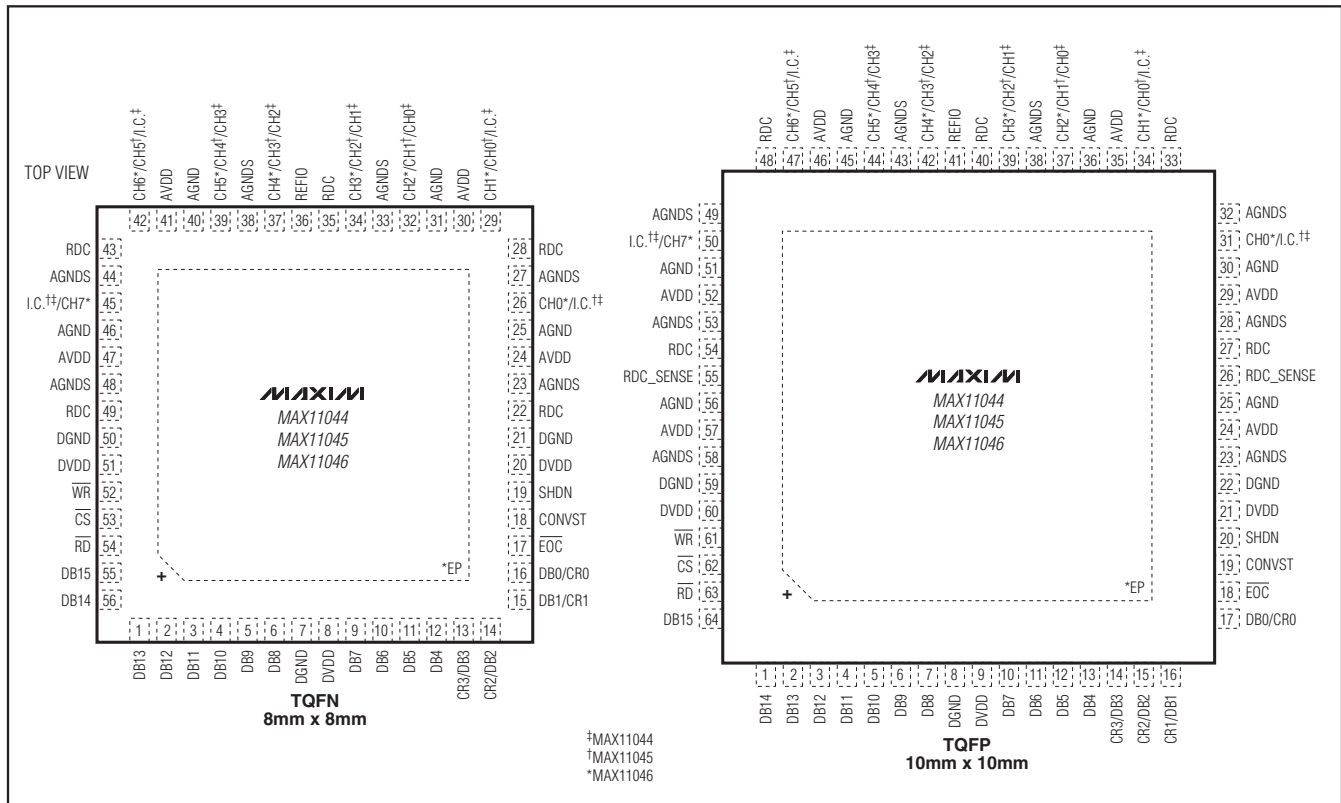 TOP VIEW
CH6*/CH5†/I.C.‡
AVDD
AGND
CH5*/CH4†/CH3‡
AGNDS
CH4*/CH3†/CH2‡
REFIO
RDC
CH3*/CH2†/CH1‡
AGNDS
CH2*/CH1†/CH0‡
AGND
AVDD
CH1*/CH0†/I.C.‡
42 41 40 39 38 37 36 35 34 33 32 31 30 29
RDC 43
AGNDS 44
I.C.†‡/CH7* 45
AGND 46
AVDD 47
AGNDS 48
RDC 49
DGND 50
DVDD 51
WR 52
CS 53
RD 54
DB15 55
DB14 56
28 RDC
27 AGNDS
26 CH0*/I.C.†‡
25 AGND
24 AVDD
23 AGNDS
22 RDC
21 DGND
20 DVDD
19 SHDN
18 CONVST
17 EOC
16 DB0/CR0
15 DB1/CR1
MAXIM
MAX11044
MAX11045
MAX11046
+
*EP
1 2 3 4 5 6 7 8 9 10 11 12 13 14
DB13
DB12
DB11
DB10
DB9
DB8
DGND
DVDD
DB7
DB6
DB5
DB4
CR3/DB3
CR2/DB2
TQFN
8mm x 8mm
RDC
CH6*/CH5†/I.C.‡
AVDD
AGND
CH5*/CH4†/CH3‡
AGNDS
CH4*/CH3†/CH2‡
REFIO
RDC
CH3*/CH2†/CH1‡
AGNDS
CH2*/CH1†/CH0‡
AGND
AVDD
CH1*/CH0†/I.C.‡
RDC
48 47 46 45 44 43 42 41 40 39 38 37 36 35 34 33
AGNDS 49
I.C.†‡/CH7* 50
AGND 51
AVDD 52
AGNDS 53
RDC 54
RDC_SENSE 55
AGND 56
AVDD 57
AGNDS 58
DGND 59
DVDD 60
WR 61
CS 62
RD 63
DB15 64
32 AGNDS
31 CH0*/I.C.†‡
30 AGND
29 AVDD
28 AGNDS
27 RDC
26 RDC_SENSE
25 AGND
24 AVDD
23 AGNDS
22 DGND
21 DVDD
20 SHDN
19 CONVST
18 EOC
17 DB0/CR0
MAXIM
MAX11044
MAX11045
MAX11046
+
*EP
1 2 3 4 5 6 7 8 9 10 11 12 13 14 15 16
DB14
DB13
DB12
DB11
DB10
DB9
DB8
DGND
DVDD
DB7
DB6
DB5
DB4
CR3/DB3
CR2/DB2
CR1/DB1
TQFP
10mm x 10mm
‡MAX11044
†MAX11045
*MAX11046